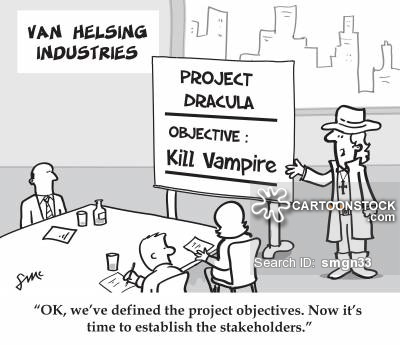 VAN HELSING
INDUSTRIES
PROJECT
DRACULA
OBJECTIVE :
Kill Vampire
CARTOONSTOCK
.com
Search ID: smgn33
"OK, we've defined the project objectives. Now it's
time to establish the stakeholders."